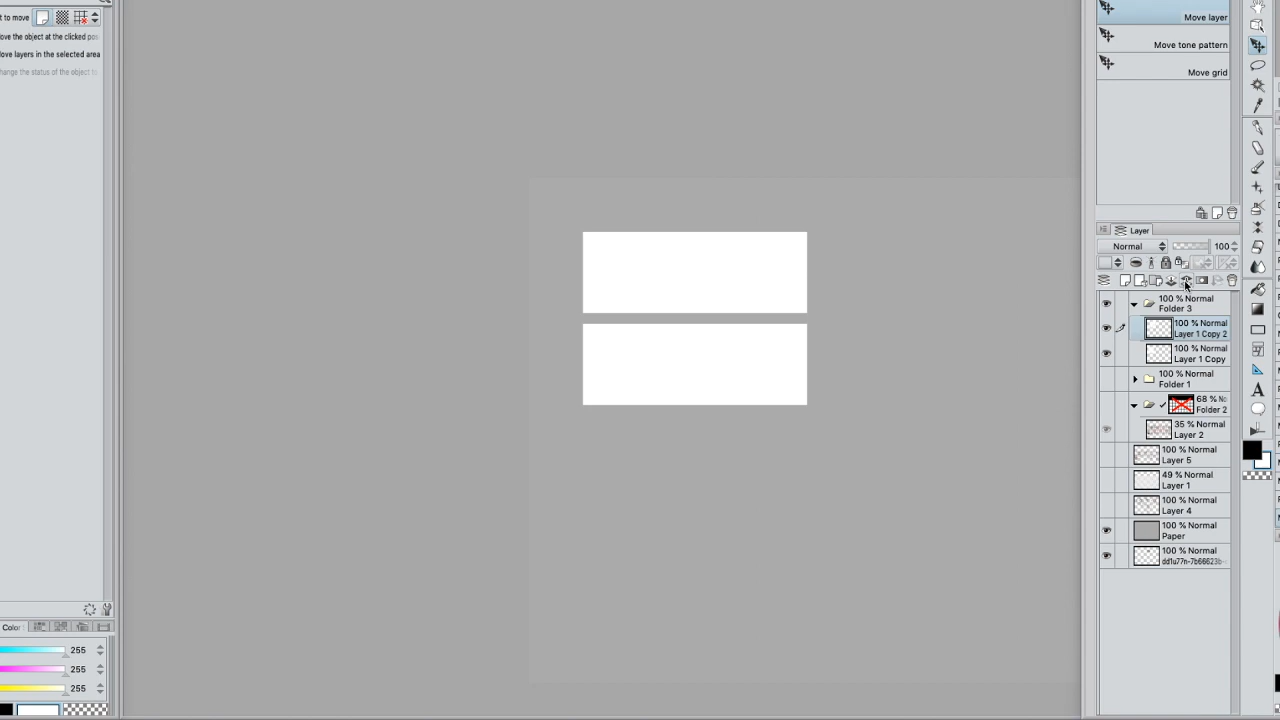 t to move
ove the object at the clicked pos
ove layers in the selected area
hange the status of the object to
Color
255
255
255
Move layer
Move tone pattern
Move grid
Layer
Normal
100
100 % Normal
Folder 3
100 % Normal
Layer 1 Copy 2
100 % Normal
Layer 1 Copy
100 % Normal
Folder 1
68 % No
Folder 2
35 % Normal
Layer 2
100 % Normal
Layer 5
49 % Normal
Layer 1
100 % Normal
Layer 4
100 % Normal
Paper
100 % Normal
dd1u77n-7b66623b-
A